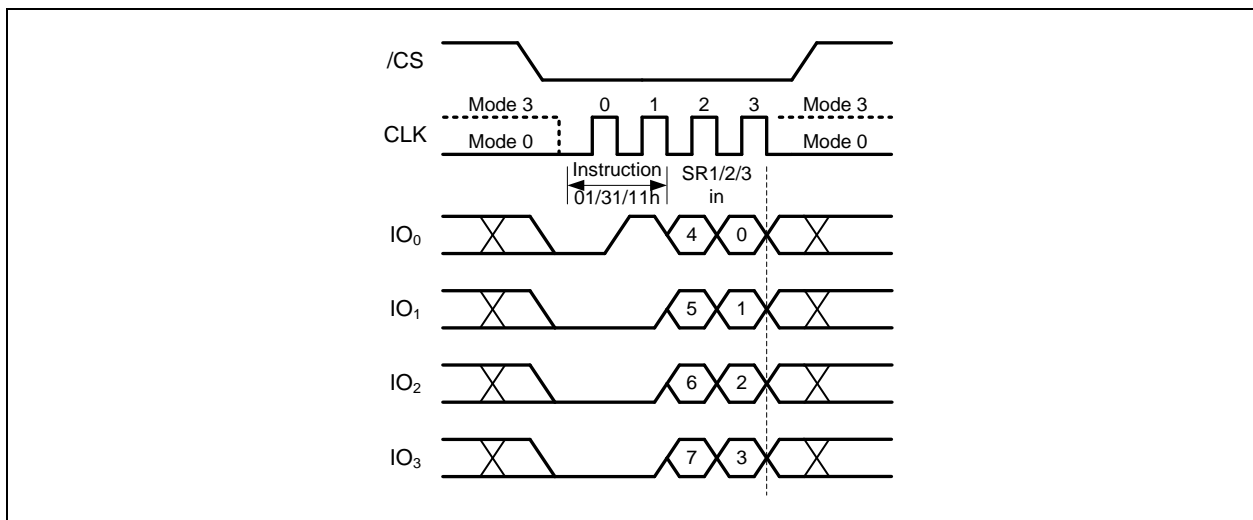 /CS
Mode 3 0 1 2 3 Mode 3
CLK
Mode 0 Mode 0
Instruction SR1/2/3
01/31/11h in
IO₀ 4 0
IO₁ 5 1
IO₂ 6 2
IO₃ 7 3